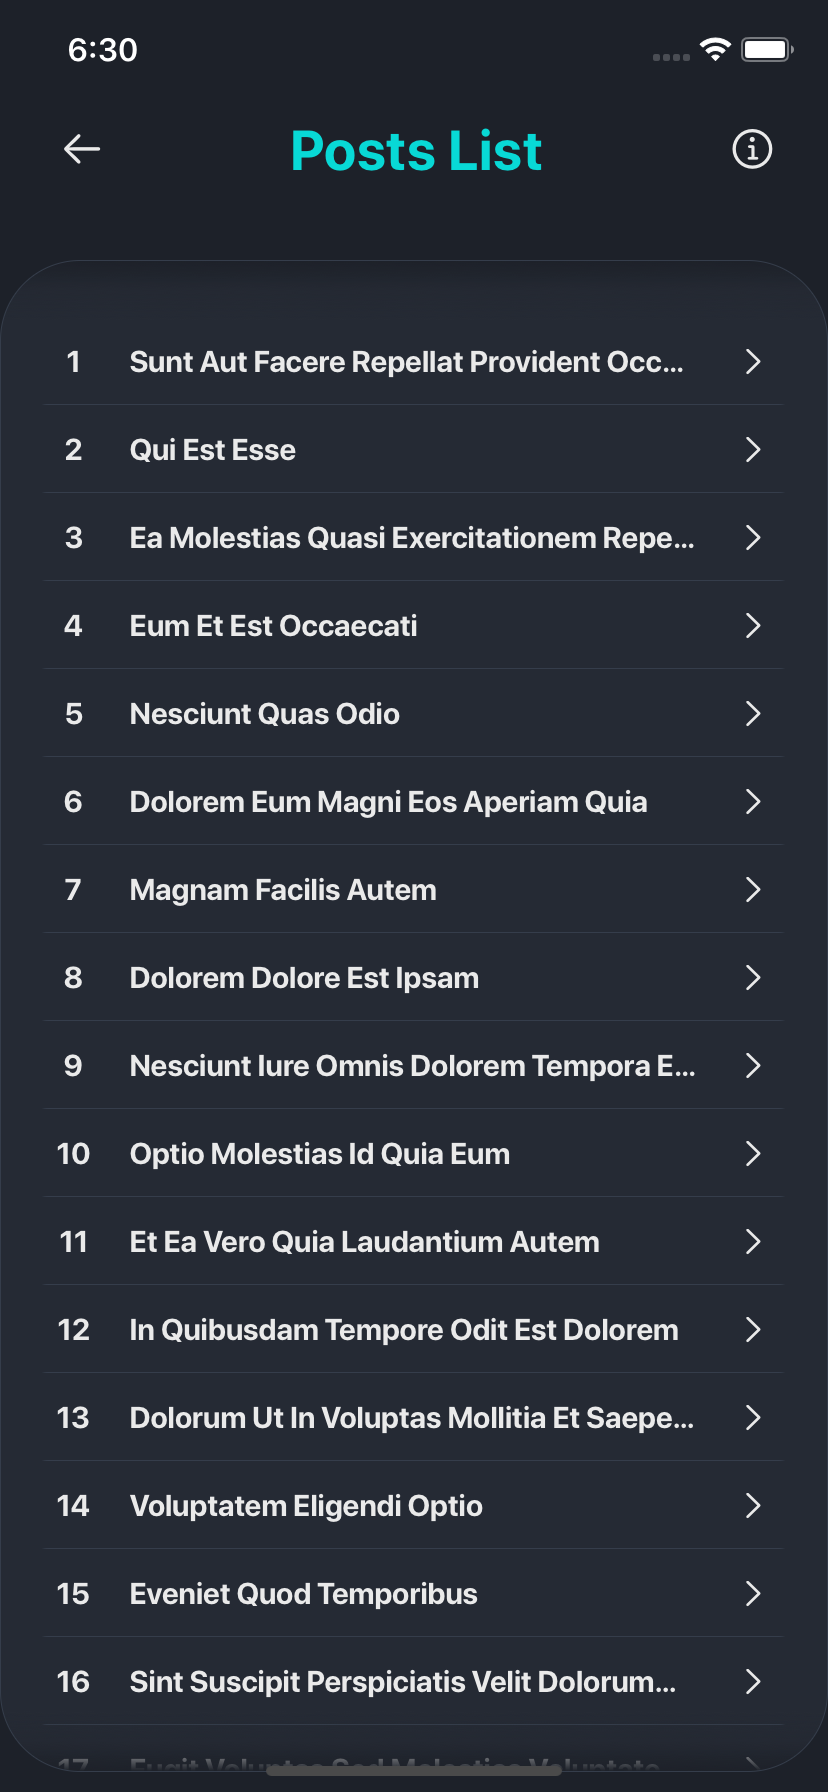 6:30
Posts List
1 Sunt Aut Facere Repellat Provident Occ...
2 Qui Est Esse
3 Ea Molestias Quasi Exercitationem Repe...
4 Eum Et Est Occaecati
5 Nesciunt Quas Odio
6 Dolorem Eum Magni Eos Aperiam Quia
7 Magnam Facilis Autem
8 Dolorem Dolore Est Ipsam
9 Nesciunt Iure Omnis Dolorem Tempora E...
10 Optio Molestias Id Quia Eum
11 Et Ea Vero Quia Laudantium Autem
12 In Quibusdam Tempore Odit Est Dolorem
13 Dolorum Ut In Voluptas Mollitia Et Saepe...
14 Voluptatem Eligendi Optio
15 Eveniet Quod Temporibus
16 Sint Suscipit Perspiciatis Velit Dolorum...
17 Fugit Voluptas Sed Molestias Voluptate